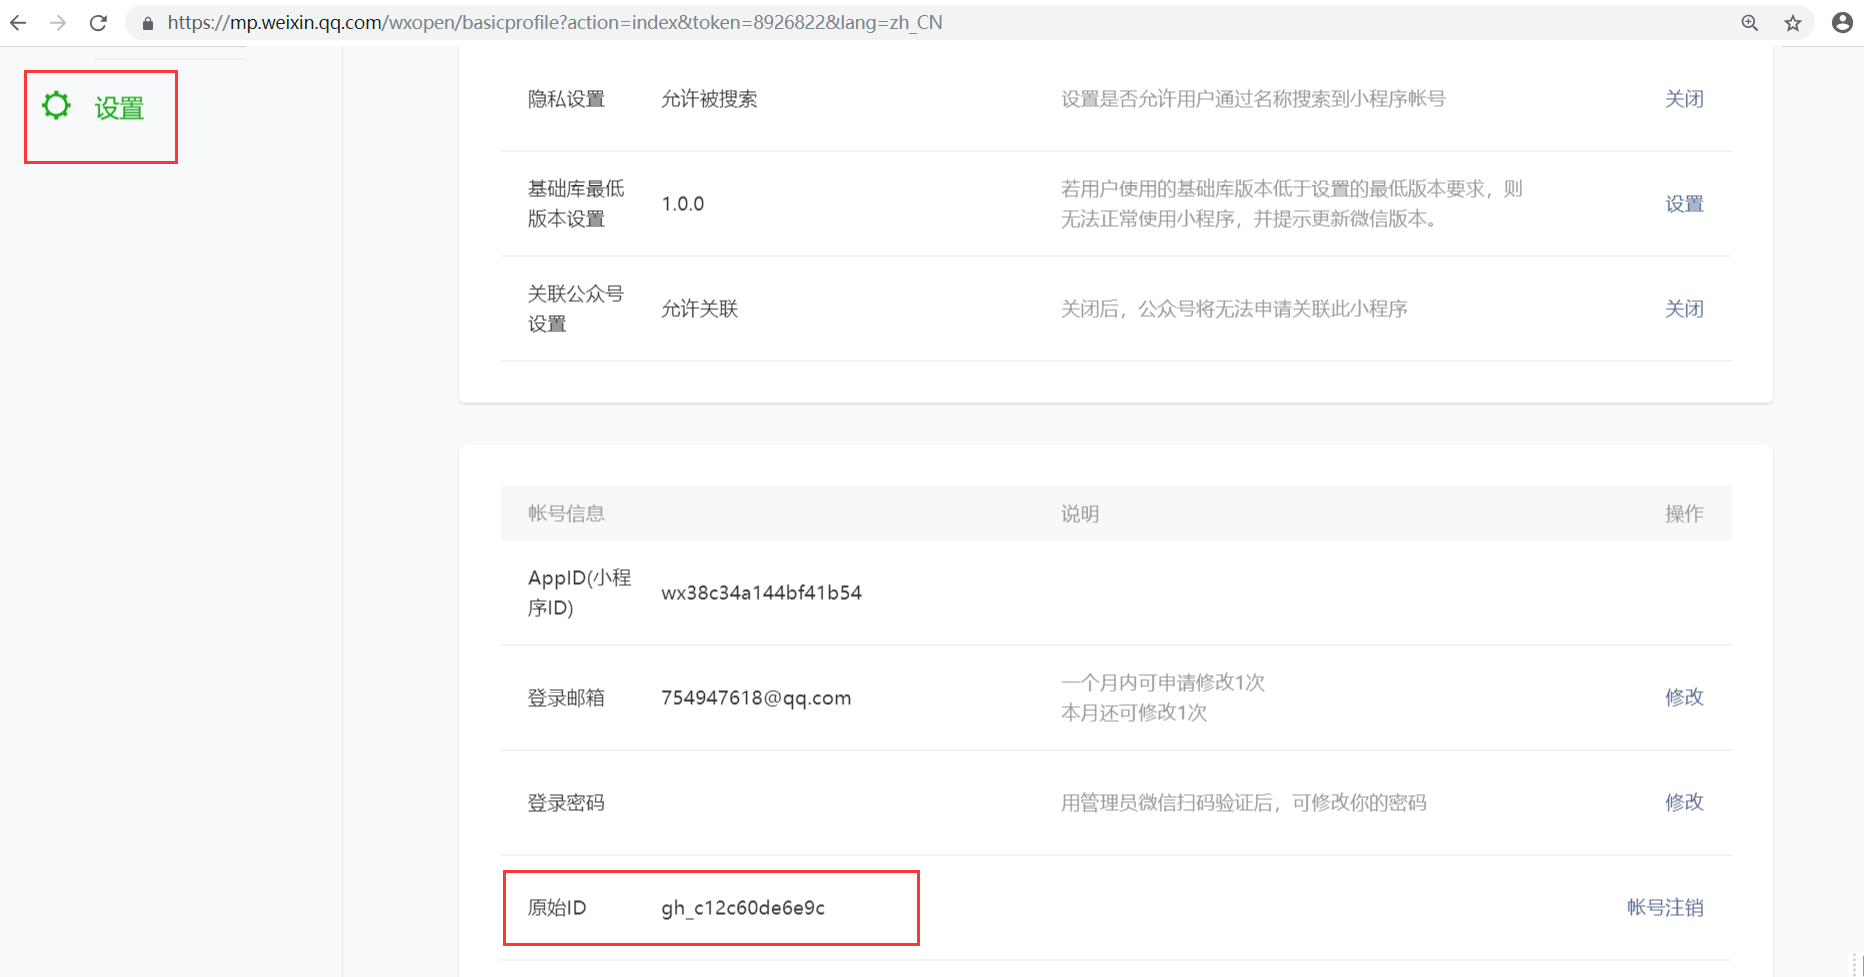 https://mp.weixin.qq.com/wxopen/basicprofile?action=index&token=8926822&lang=zh_CN
设置
隐私设置 允许被搜索 设置是否允许用户通过名称搜索到小程序帐号 关闭
基础库最低
版本设置
1.0.0
若用户使用的基础库版本低于设置的最低版本要求，则
无法正常使用小程序，并提示更新微信版本。
设置
关联公众号
设置
允许关联
关闭后，公众号将无法申请关联此小程序
关闭
帐号信息 说明 操作
AppID(小程
序ID)
wx38c34a144bf41b54
登录邮箱
754947618@qq.com
一个月内可申请修改1次
本月还可修改1次
修改
登录密码 用管理员微信扫码验证后，可修改你的密码 修改
原始ID gh_c12c60de6e9c 帐号注销